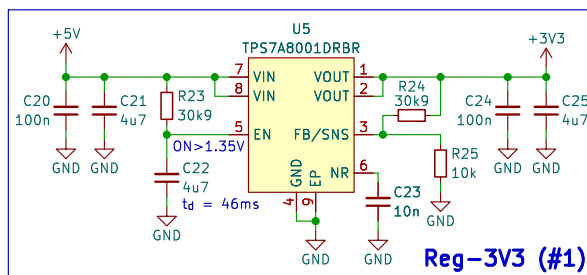 U5
TPS7A8001DRBR
+5V
+3V3
7 VIN VOUT 1
8 VIN VOUT 2
5 EN FB/SNS 3
NR 6
GND EP
4 9
C20
100n
C21
4u7
R23
30k9
ON>1.35V
C22
4u7
td = 46ms
R24
30k9
C24
100n
C25
4u7
R25
10k
C23
10n
GND
GND
GND
GND
GND
GND
GND
GND
Reg-3V3 (#1)